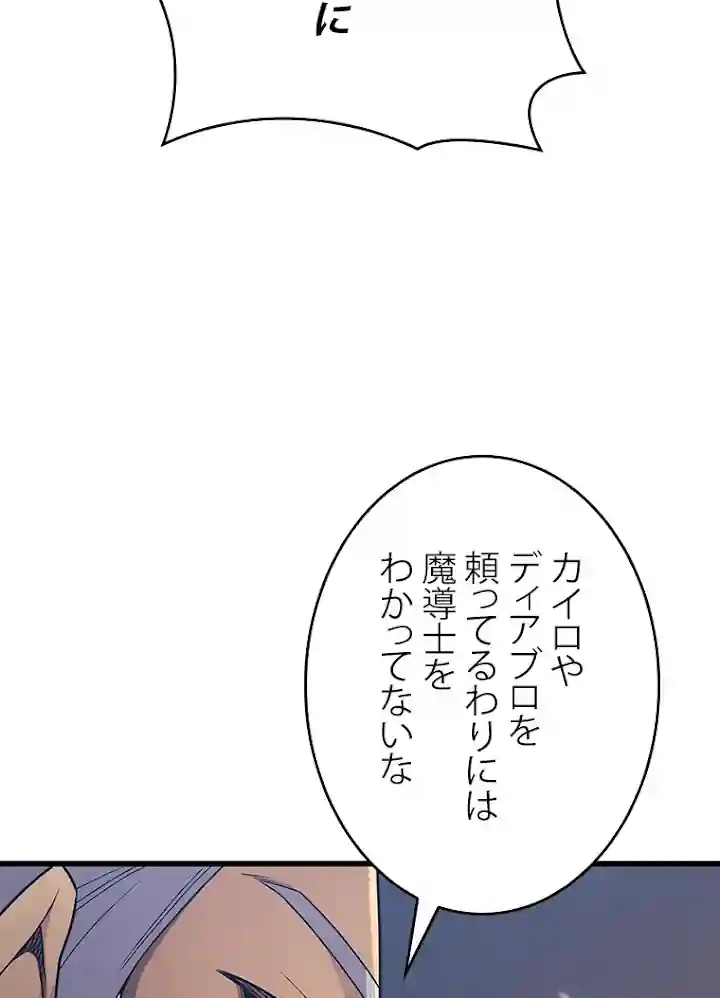 に
カイロや
ディアブロを
頼ってるわりには
魔導士を
わかってないな